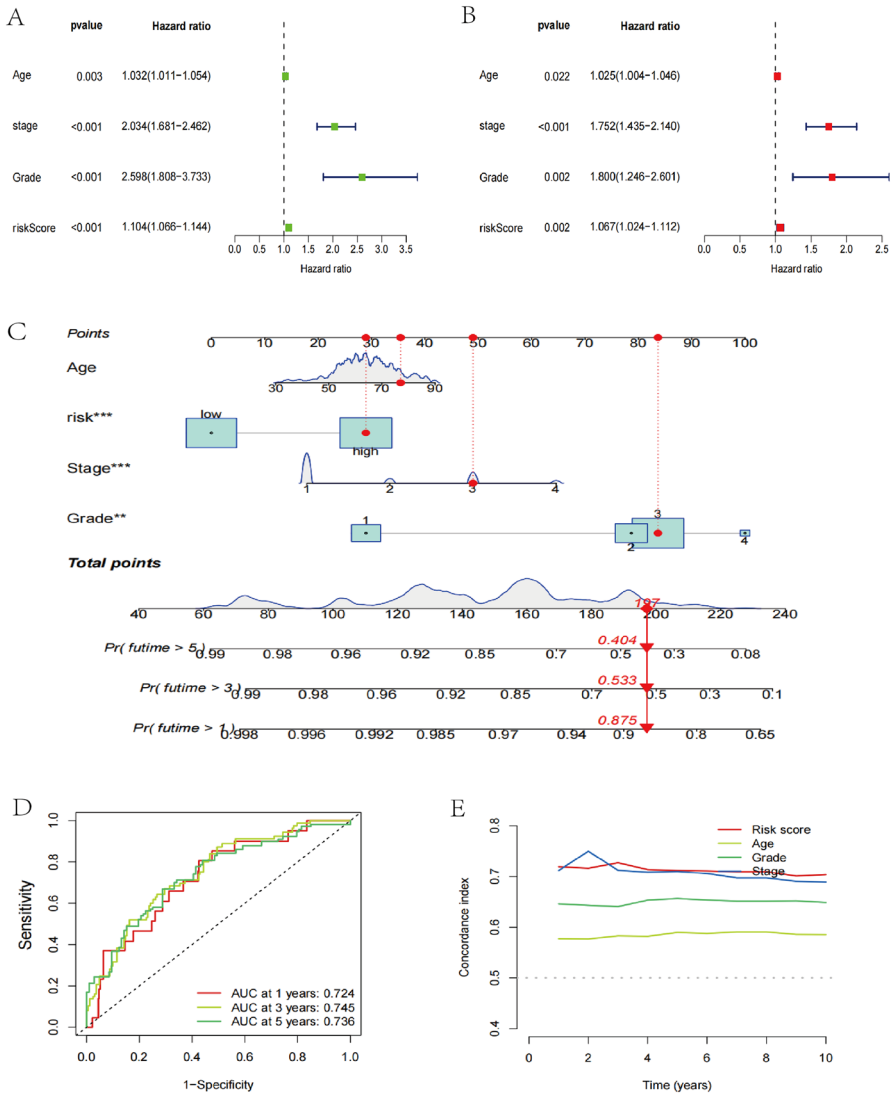 A
pvalue Hazard ratio
Age 0.003 1.032(1.011−1.054)
stage <0.001 2.034(1.681−2.462)
Grade <0.001 2.598(1.808−3.733)
riskScore <0.001 1.104(1.066−1.144)
0.0 0.5 1.0 1.5 2.0 2.5 3.0 3.5
Hazard ratio
B
pvalue Hazard ratio
Age 0.022 1.025(1.004−1.046)
stage <0.001 1.752(1.435−2.140)
Grade 0.002 1.800(1.246−2.601)
riskScore 0.002 1.067(1.024−1.112)
0.0 0.5 1.0 1.5 2.0 2.5
Hazard ratio
C
Points
0 10 20 30 40 50 60 70 80 90 100
Age
30 50 70 90
risk***
low
high
Stage***
1 2 3 4
Grade**
1 3
2 4
Total points
197
40 60 80 100 120 140 160 180 200 220 240
0.404
Pr( futime > 5)
0.99 0.98 0.96 0.92 0.85 0.7 0.5 0.3 0.08
0.533
Pr( futime > 3)
0.99 0.98 0.96 0.92 0.85 0.7 0.5 0.3 0.1
0.875
Pr( futime > 1)
0.998 0.996 0.992 0.985 0.97 0.94 0.9 0.8 0.65
D
Sensitivity
0.0 0.2 0.4 0.6 0.8 1.0
AUC at 1 years: 0.724
AUC at 3 years: 0.745
AUC at 5 years: 0.736
0.0 0.2 0.4 0.6 0.8 1.0
1−Specificity
E
Concordance index
0.4 0.5 0.6 0.7 0.8
Risk score
Age
Grade
Stage
0 2 4 6 8 10
Time (years)